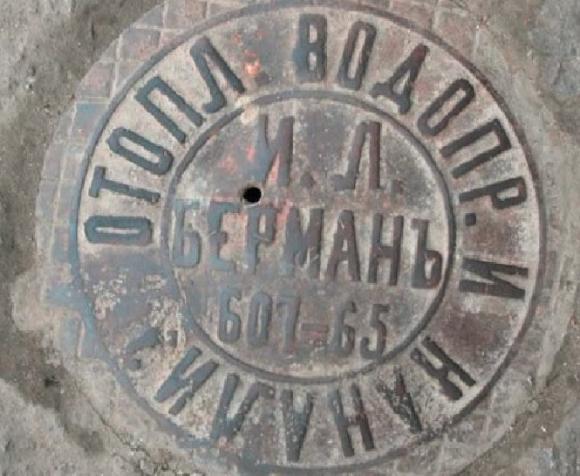 ОТОПЛ ВОДОПР. И КАНАЛИЗ.
И. Л.
БЕРМАНЪ
607-65